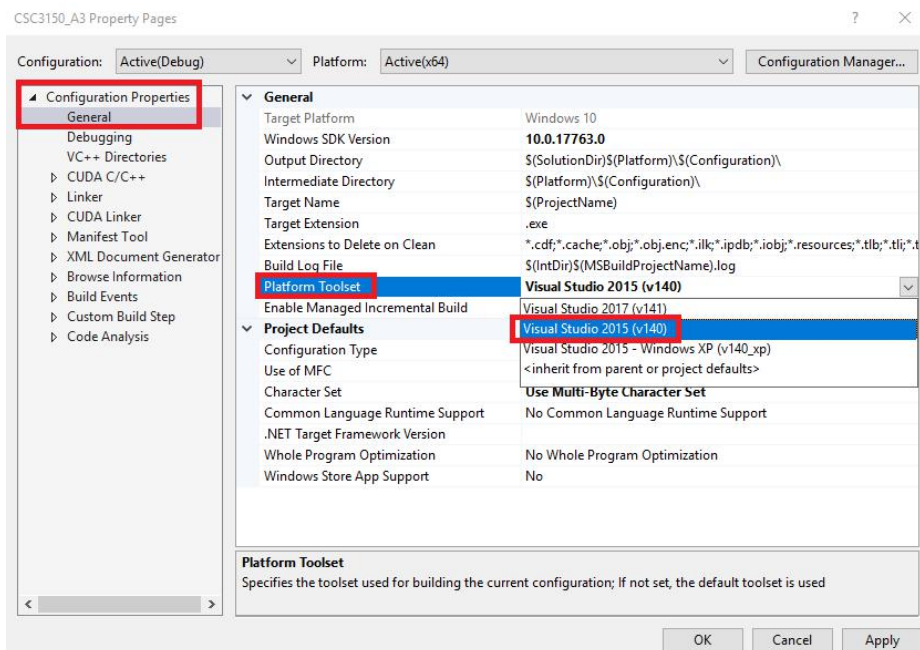 CSC3150_A3 Property Pages
Configuration: Active(Debug) Platform: Active(x64) Configuration Manager...
Configuration Properties
General
Debugging
VC++ Directories
CUDA C/C++
Linker
CUDA Linker
Manifest Tool
XML Document Generator
Browse Information
Build Events
Custom Build Step
Code Analysis
General
Target Platform Windows 10
Windows SDK Version 10.0.17763.0
Output Directory $(SolutionDir)$(Platform)\$(Configuration)\
Intermediate Directory $(Platform)\$(Configuration)\
Target Name $(ProjectName)
Target Extension .exe
Extensions to Delete on Clean *.cdf;*.cache;*.obj;*.obj.enc;*.ilk;*.ipdb;*.iobj;*.resources;*.tlb;*.tli;*.t
Build Log File $(IntDir)$(MSBuildProjectName).log
Platform Toolset Visual Studio 2015 (v140)
Enable Managed Incremental Build Visual Studio 2017 (v141)
Project Defaults Visual Studio 2015 (v140)
Configuration Type Visual Studio 2015 - Windows XP (v140_xp)
Use of MFC <inherit from parent or project defaults>
Character Set Use Multi-Byte Character Set
Common Language Runtime Support No Common Language Runtime Support
.NET Target Framework Version
Whole Program Optimization No Whole Program Optimization
Windows Store App Support No
Platform Toolset
Specifies the toolset used for building the current configuration; If not set, the default toolset is used
OK Cancel Apply